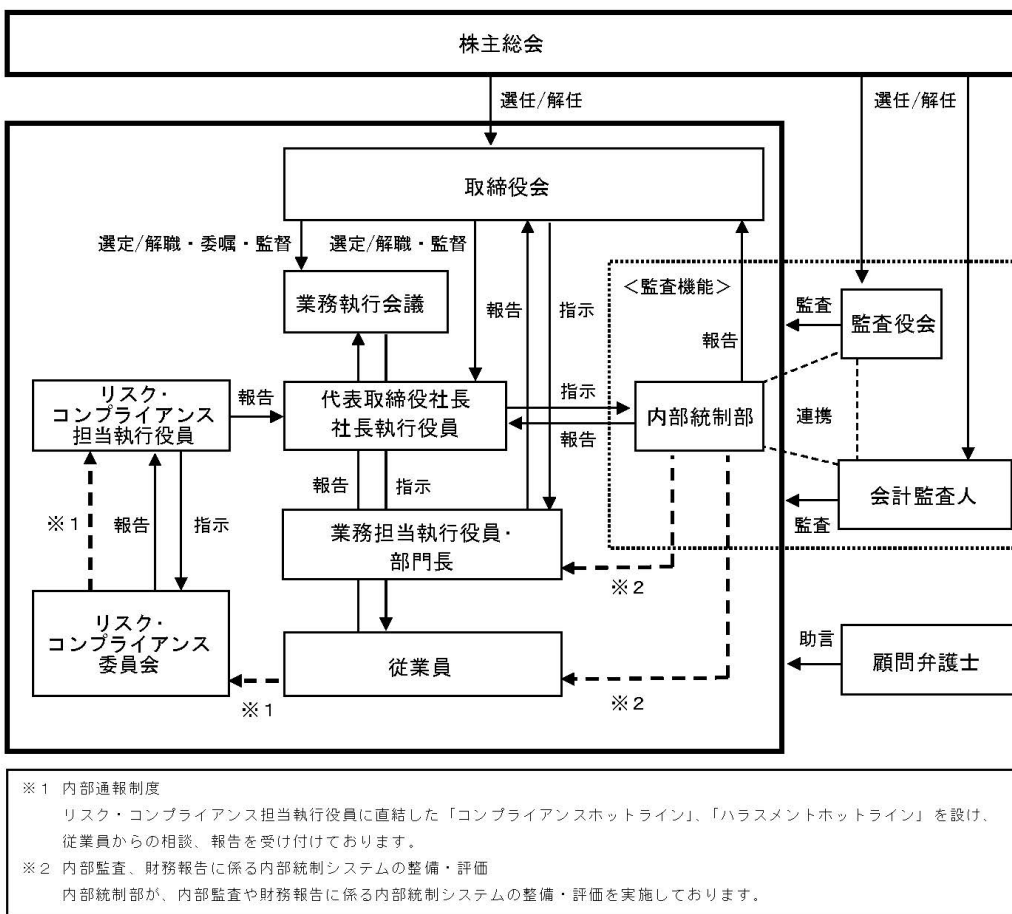 株主総会
選任/解任
選任/解任
取締役会
選定/解職・委嘱・監督
選定/解職・監督
＜監査機能＞
業務執行会議
報告
指示
報告
監査
監査役会
リスク・
コンプライアンス
担当執行役員
報告
代表取締役社長
社長執行役員
指示
報告
内部統制部
連携
※1
報告
指示
報告
指示
業務担当執行役員・
部門長
※2
監査
会計監査人
リスク・
コンプライアンス
委員会
※1
従業員
※2
助言
顧問弁護士
※1 内部通報制度
リスク・コンプライアンス担当執行役員に直結した「コンプライアンスホットライン」、「ハラスメントホットライン」を設け、
従業員からの相談、報告を受け付けております。
※2 内部監査、財務報告に係る内部統制システムの整備・評価
内部統制部が、内部監査や財務報告に係る内部統制システムの整備・評価を実施しております。